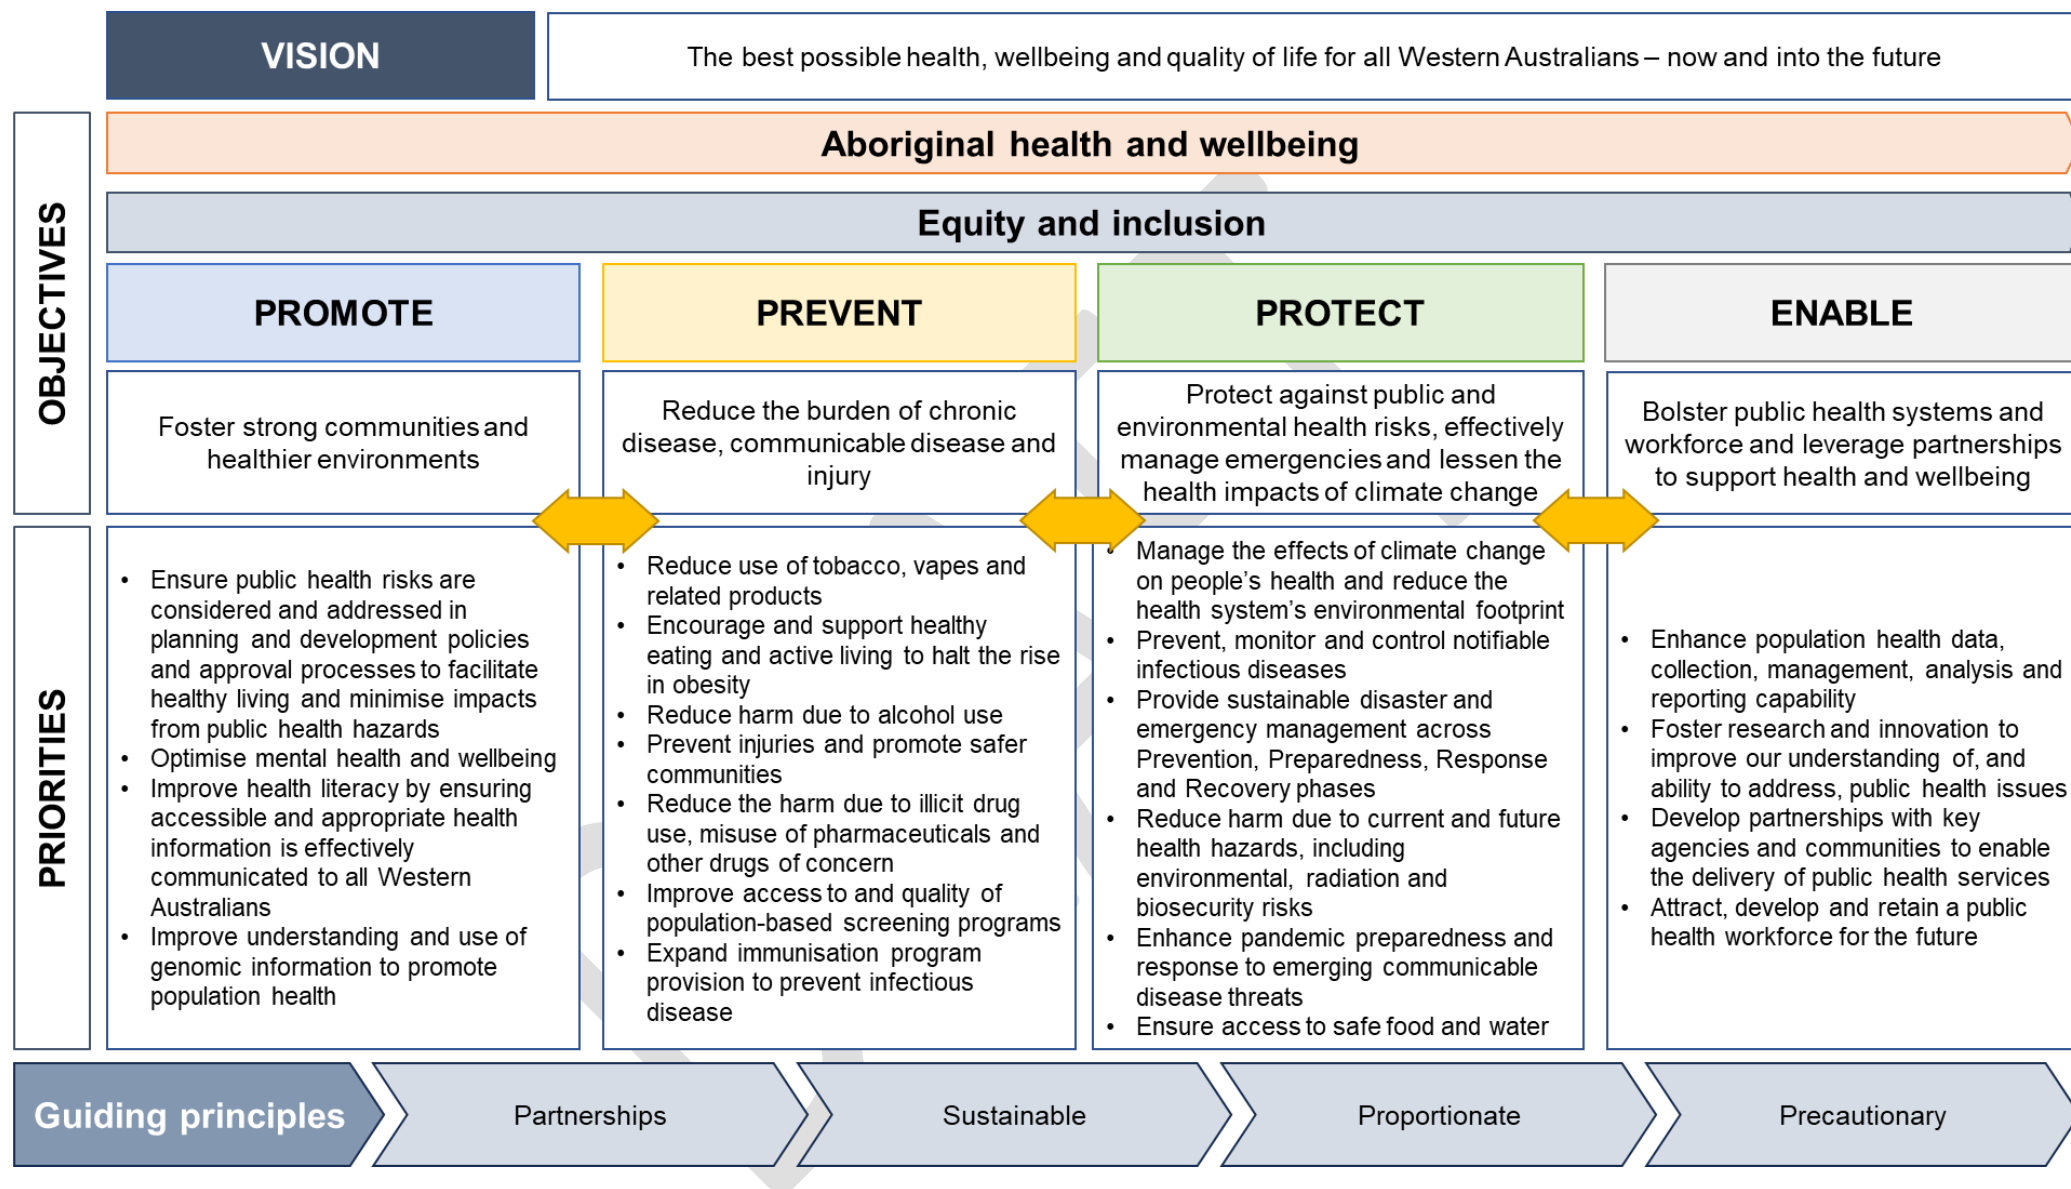 VISION
The best possible health, wellbeing and quality of life for all Western Australians – now and into the future
OBJECTIVES
Aboriginal health and wellbeing
Equity and inclusion
PROMOTE
Foster strong communities and
healthier environments
PREVENT
Reduce the burden of chronic
disease, communicable disease and
injury
PROTECT
Protect against public and
environmental health risks, effectively
manage emergencies and lessen the
health impacts of climate change
ENABLE
Bolster public health systems and
workforce and leverage partnerships
to support health and wellbeing
PRIORITIES
• Ensure public health risks are
considered and addressed in
planning and development policies
and approval processes to facilitate
healthy living and minimise impacts
from public health hazards
• Optimise mental health and wellbeing
• Improve health literacy by ensuring
accessible and appropriate health
information is effectively
communicated to all Western
Australians
• Improve understanding and use of
genomic information to promote
population health
• Reduce use of tobacco, vapes and
related products
• Encourage and support healthy
eating and active living to halt the rise
in obesity
• Reduce harm due to alcohol use
• Prevent injuries and promote safer
communities
• Reduce the harm due to illicit drug
use, misuse of pharmaceuticals and
other drugs of concern
• Improve access to and quality of
population-based screening programs
• Expand immunisation program
provision to prevent infectious
disease
• Manage the effects of climate change
on people’s health and reduce the
health system’s environmental footprint
• Prevent, monitor and control notifiable
infectious diseases
• Provide sustainable disaster and
emergency management across
Prevention, Preparedness, Response
and Recovery phases
• Reduce harm due to current and future
health hazards, including
environmental, radiation and
biosecurity risks
• Enhance pandemic preparedness and
response to emerging communicable
disease threats
• Ensure access to safe food and water
• Enhance population health data,
collection, management, analysis and
reporting capability
• Foster research and innovation to
improve our understanding of, and
ability to address, public health issues
• Develop partnerships with key
agencies and communities to enable
the delivery of public health services
• Attract, develop and retain a public
health workforce for the future
Guiding principles
Partnerships
Sustainable
Proportionate
Precautionary